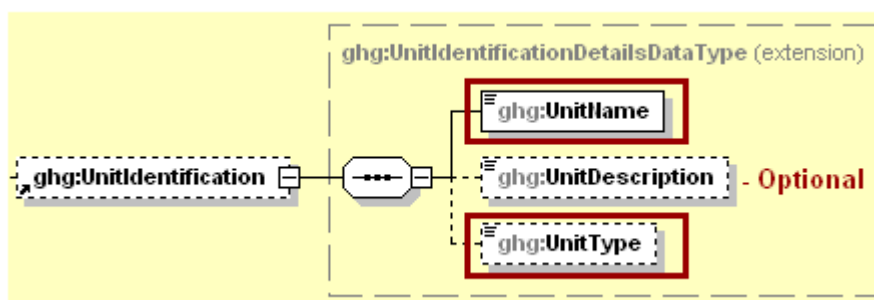 ghg:UnitIdentificationDetailsDataType (extension)
ghg:UnitName
ghg:UnitIdentification
ghg:UnitDescription - Optional
ghg:UnitType